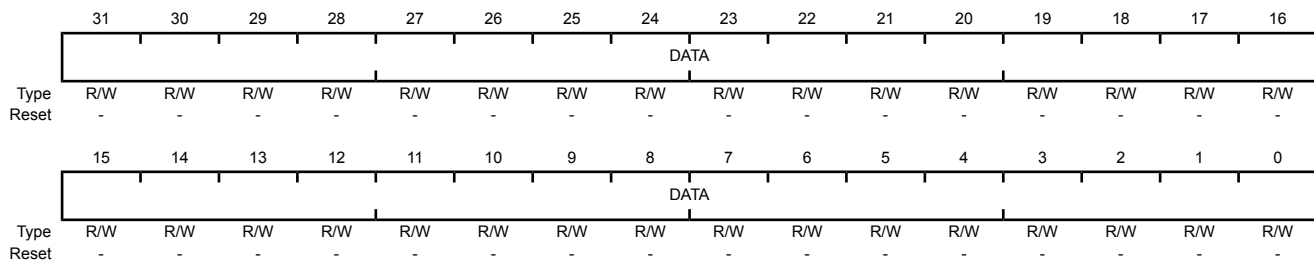 31 30 29 28 27 26 25 24 23 22 21 20 19 18 17 16
DATA
Type R/W R/W R/W R/W R/W R/W R/W R/W R/W R/W R/W R/W R/W R/W R/W R/W
Reset - - - - - - - - - - - - - - - -
15 14 13 12 11 10 9 8 7 6 5 4 3 2 1 0
DATA
Type R/W R/W R/W R/W R/W R/W R/W R/W R/W R/W R/W R/W R/W R/W R/W R/W
Reset - - - - - - - - - - - - - - - -